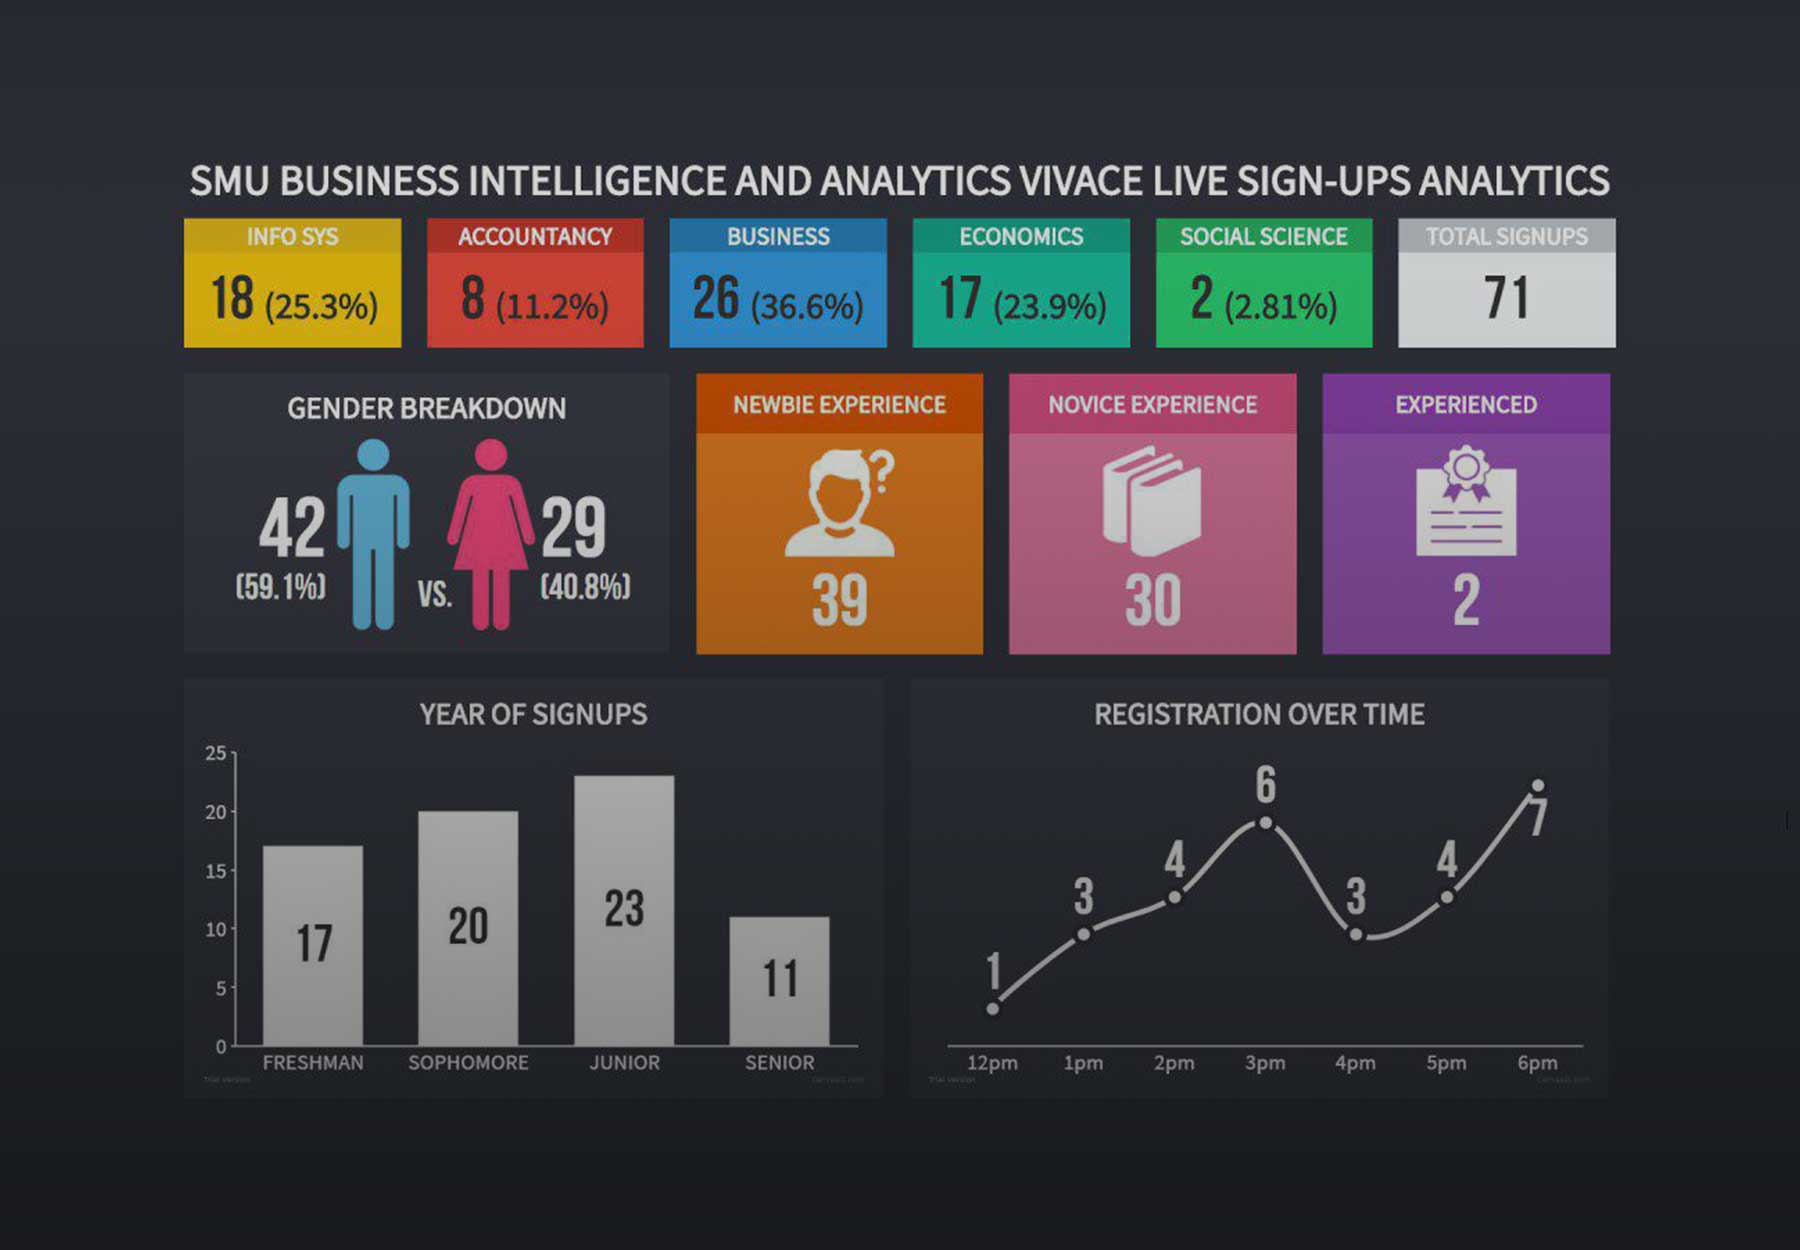 SMU BUSINESS INTELLIGENCE AND ANALYTICS VIVACE LIVE SIGN-UPS ANALYTICS
INFO SYS
18 (25.3%)
ACCOUNTANCY
8 (11.2%)
BUSINESS
26 (36.6%)
ECONOMICS
17 (23.9%)
SOCIAL SCIENCE
2 (2.81%)
TOTAL SIGNUPS
71
GENDER BREAKDOWN
42
(59.1%)
VS.
29
(40.8%)
NEWBIE EXPERIENCE
?
39
NOVICE EXPERIENCE
30
EXPERIENCED
2
YEAR OF SIGNUPS
25
20
15
10
5
0
17
20
23
11
FRESHMAN SOPHOMORE JUNIOR SENIOR
Trial Version
REGISTRATION OVER TIME
1
3
4
6
3
4
7
12pm 1pm 2pm 3pm 4pm 5pm 6pm
Trial Version